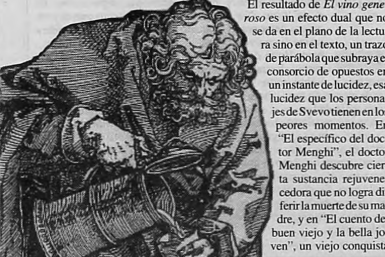 El resultado de El vino gene-
roso es un efecto dual que no
se da en el plano de la lectu-
ra sino en el texto, un trazo
de parábola que subraya el
consorcio de opuestos en
un instante de lucidez, esa
lucidez que los persona-
jes de Svevo tienen en los
peores momentos. En
"El específico del doc-
tor Menghi", el doctor
Menghi descubre cier-
ta sustancia rejuvene-
cedora que no logra di-
ferir la muerte de su ma-
dre, y en "El cuento del
buen viejo y la bella jo-
ven", un viejo conquista